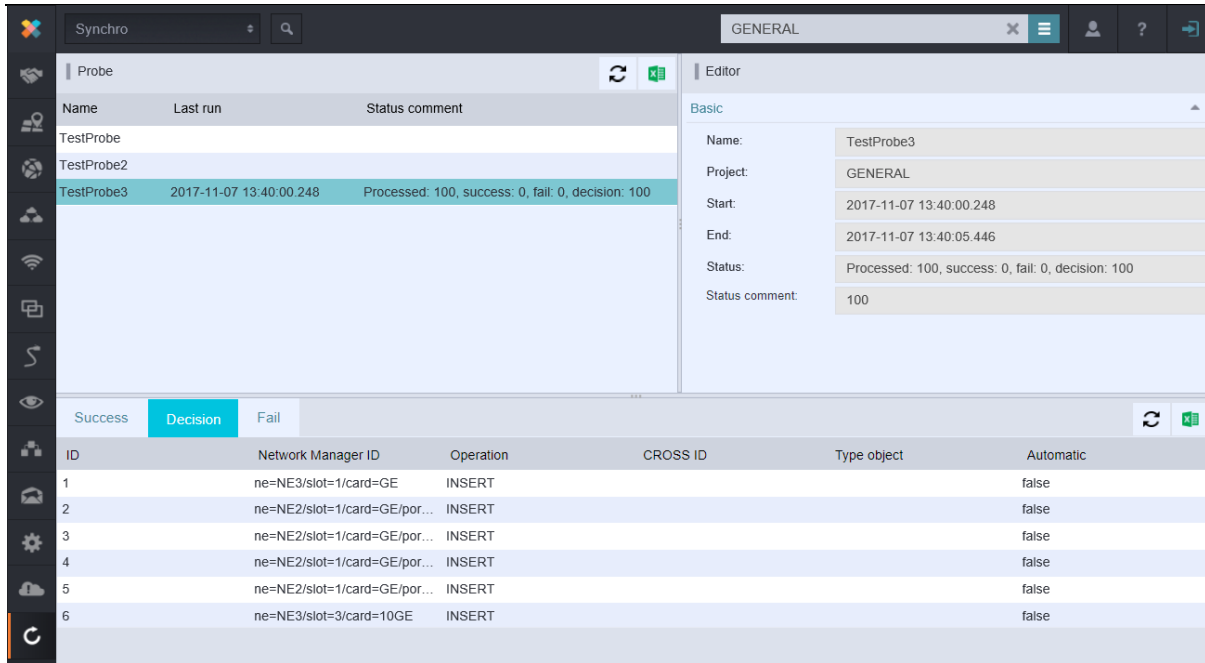 Synchro
GENERAL
?
Probe
Name Last run Status comment
TestProbe
TestProbe2
TestProbe3 2017-11-07 13:40:00.248 Processed: 100, success: 0, fail: 0, decision: 100
Editor
Basic
Name: TestProbe3
Project: GENERAL
Start: 2017-11-07 13:40:00.248
End: 2017-11-07 13:40:05.446
Status: Processed: 100, success: 0, fail: 0, decision: 100
Status comment: 100
Success Decision Fail
ID Network Manager ID Operation CROSS ID Type object Automatic
1 ne=NE3/slot=1/card=GE INSERT false
2 ne=NE2/slot=1/card=GE/por... INSERT false
3 ne=NE2/slot=1/card=GE/por... INSERT false
4 ne=NE2/slot=1/card=GE/por... INSERT false
5 ne=NE2/slot=1/card=GE/por... INSERT false
6 ne=NE3/slot=3/card=10GE INSERT false